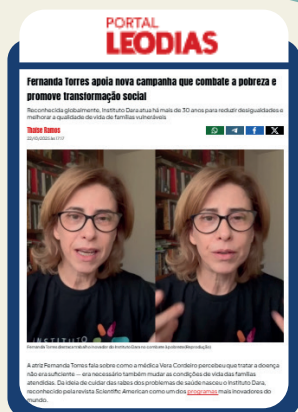 PORTAL
LEODIAS
Fernanda Torres apoia nova campanha que combate a pobreza e
promove transformação social
Reconhecida globalmente, Instituto Dara atua há mais de 30 anos para reduzir desigualdades e
melhorar a qualidade de vida de famílias vulneráveis
Thaíse Ramos
Fernanda Torres
A atriz Fernanda Torres fala sobre como a médica Vera Cordeiro percebeu que tratar a doença
não era suficiente — era necessário também mudar as condições de vida das famílias
atendidas. Da ideia de cuidar das raízes dos problemas de saúde nasceu o Instituto Dara,
reconhecido pela revista Scientific American como um dos programas mais inovadores do
mundo.